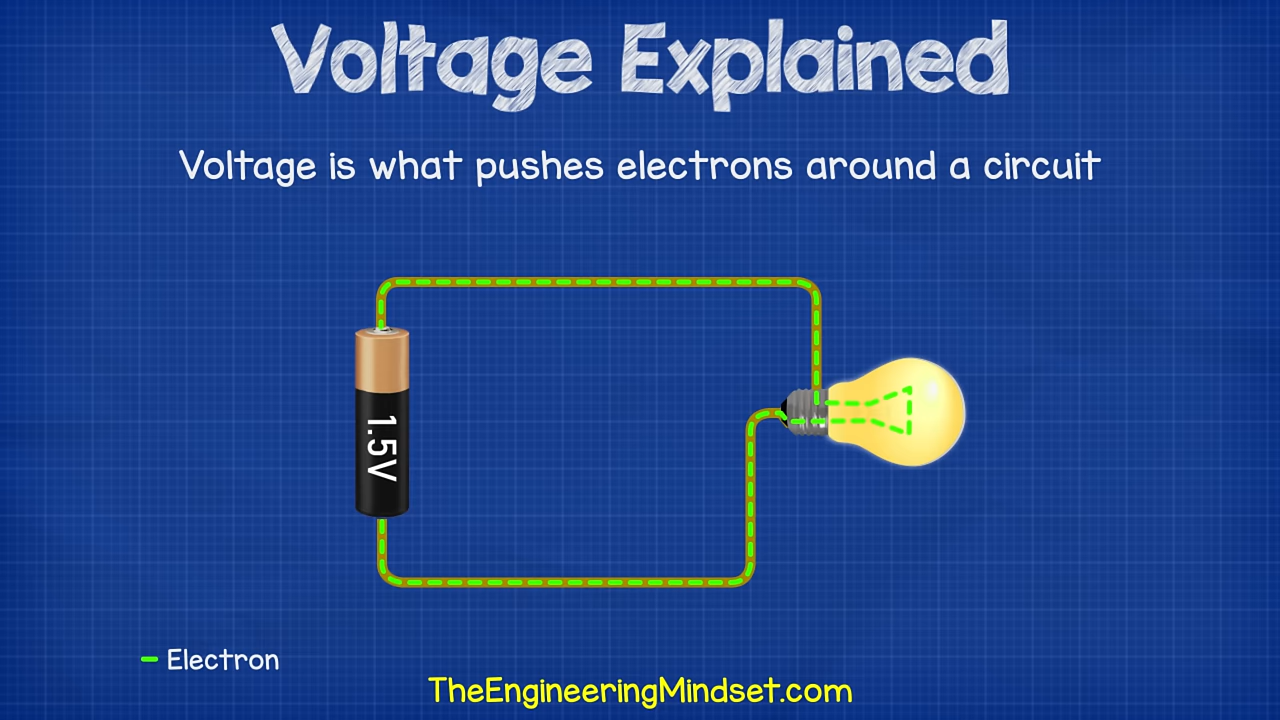 Voltage Explained
Voltage is what pushes electrons around a circuit
1.5V
Electron
TheEngineeringMindset.com